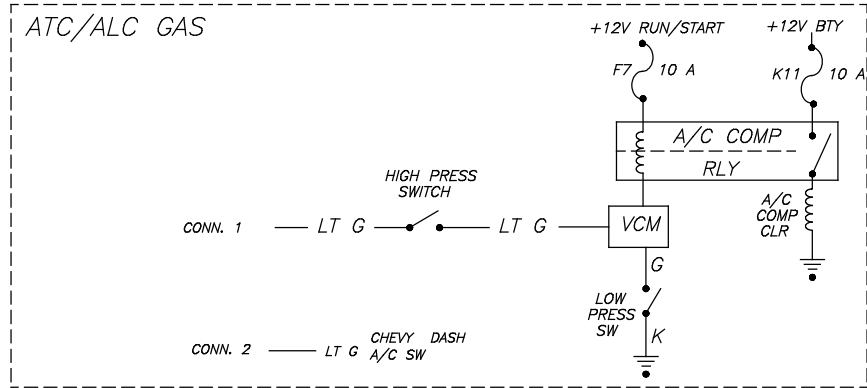 ATC/ALC GAS
+12V RUN/START
+12V BTY
F7 10 A
K11 10 A
A/C COMP
RLY
HIGH PRESS
SWITCH
A/C
COMP
CLR
CONN. 1 LT G LT G VCM
G
LOW
PRESS
SW
K
CONN. 2 LT G CHEVY DASH
A/C SW